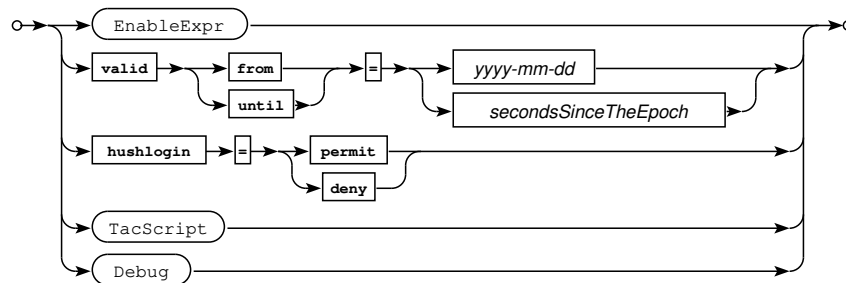 EnableExpr
valid from = yyyy-mm-dd
until secondsSinceTheEpoch
hushlogin = permit
deny
TacScript
Debug